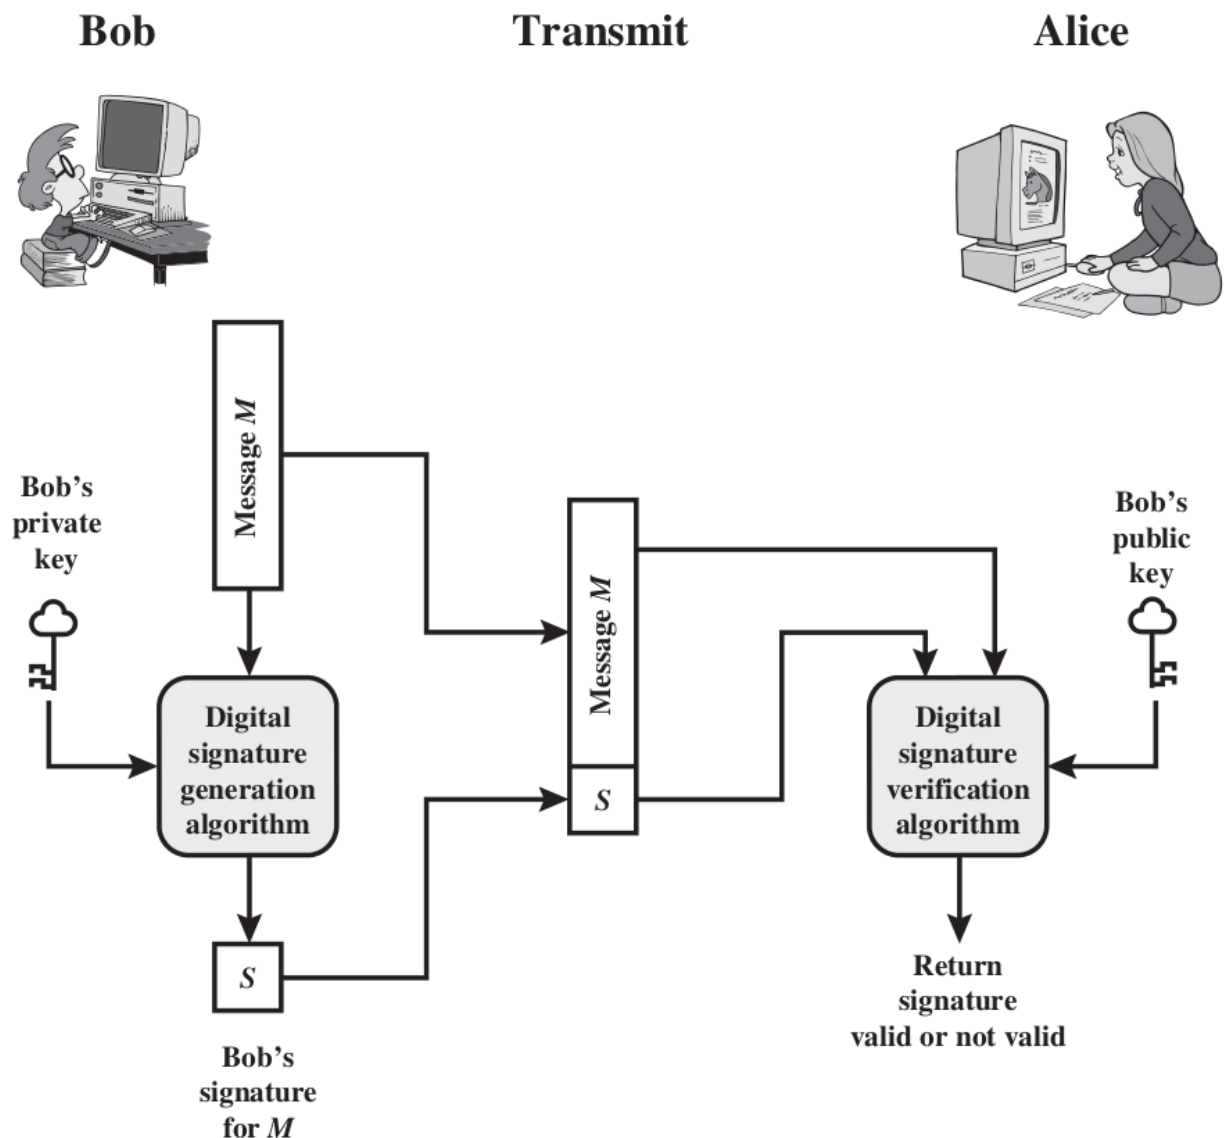 Bob
Transmit
Alice
Message M
Bob's
private
key
Digital
signature
generation
algorithm
S
Bob's
signature
for M
Message M
S
Bob's
public
key
Digital
signature
verification
algorithm
Return
signature
valid or not valid